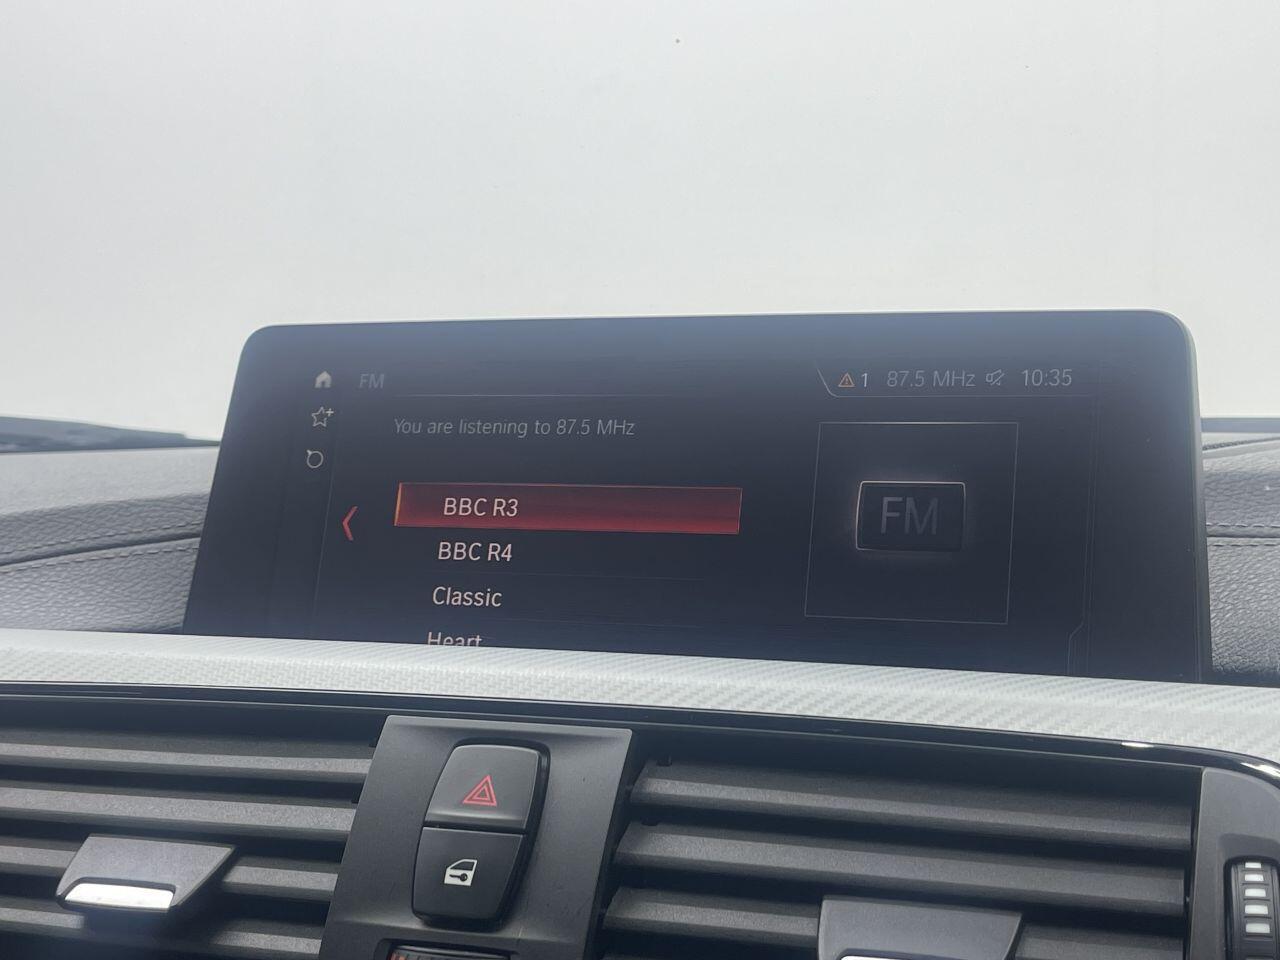 FM
1 87.5 MHz 10:35
You are listening to 87.5 MHz
BBC R3
BBC R4
Classic
Heart
FM